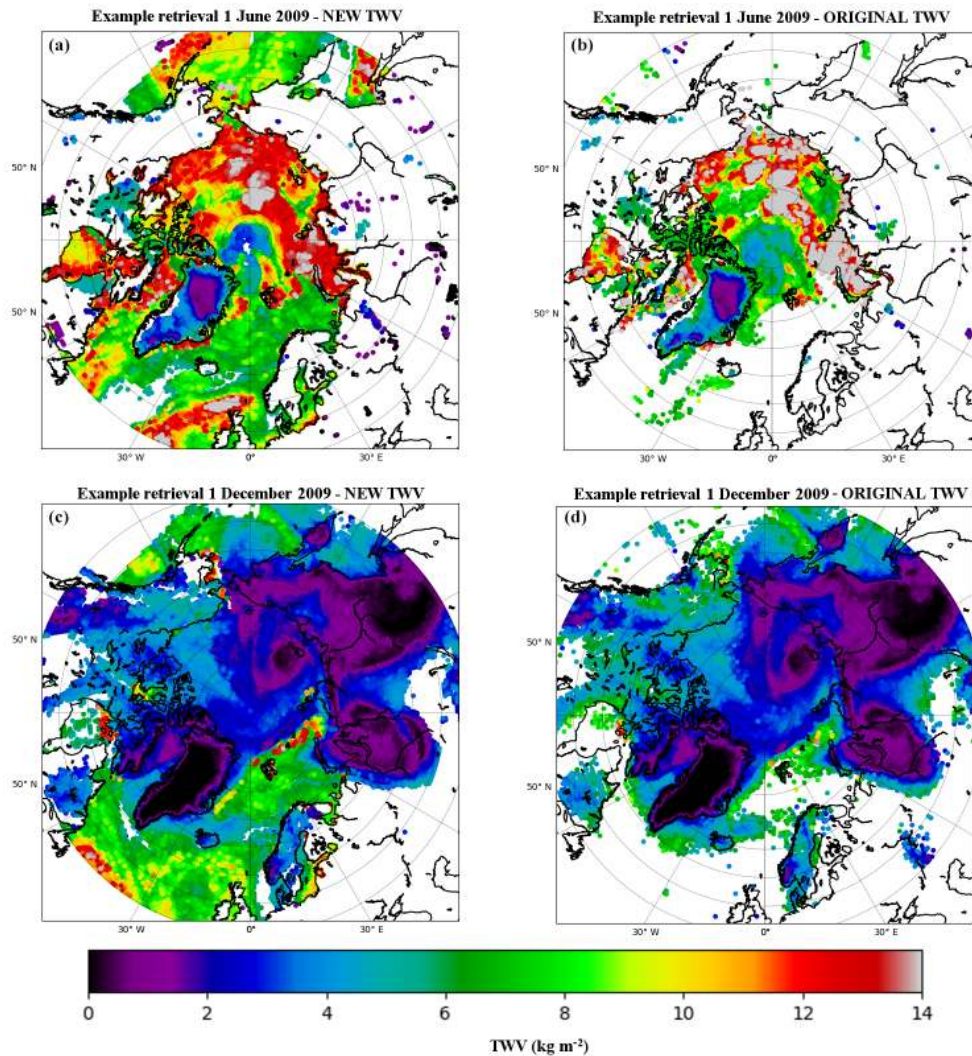 Example retrieval 1 June 2009 - NEW TWV
Example retrieval 1 June 2009 - ORIGINAL TWV
(a)
(b)
50° N
50° N
50° N
50° N
30° W
0°
30° E
30° W
0°
30° E
Example retrieval 1 December 2009 - NEW TWV
Example retrieval 1 December 2009 - ORIGINAL TWV
(c)
(d)
50° N
50° N
50° N
50° N
30° W
0°
30° E
30° W
0°
30° E
0 2 4 6 8 10 12 14
TWV (kg m⁻²)